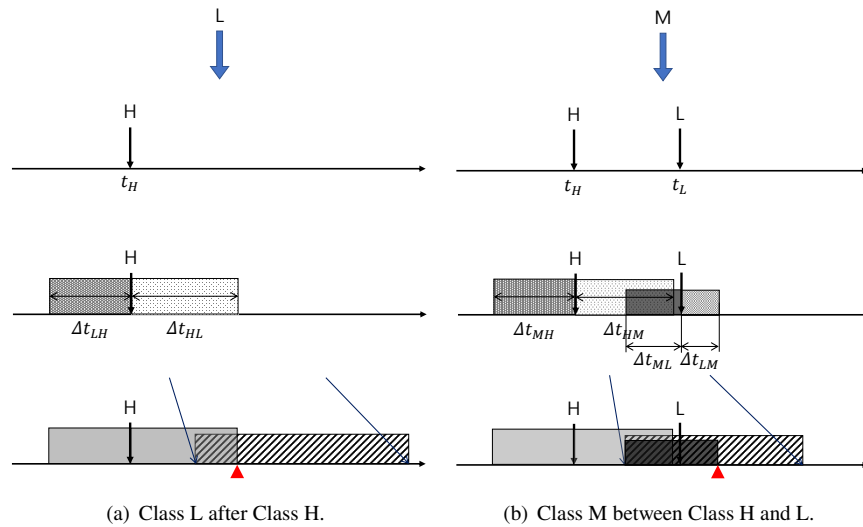 L
H
t_H
H
Δt_LH
Δt_HL
H
(a) Class L after Class H.
M
H
L
t_H
t_L
H
L
Δt_MH
Δt_HM
Δt_ML
Δt_LM
H
L
(b) Class M between Class H and L.